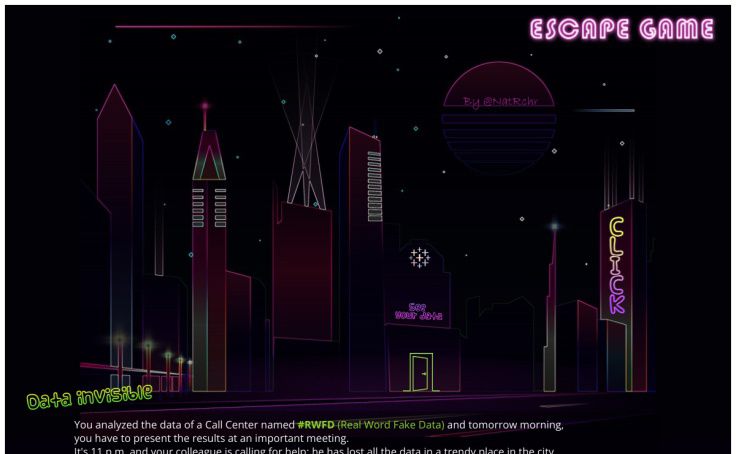 ESCAPE GAME
By @NatRchr
CLICK
Set
your data
Data invisible
You analyzed the data of a Call Center named #RWFD (Real Word Fake Data) and tomorrow morning,
you have to present the results at an important meeting.
It's 11 p.m. and your colleague is calling for help: he has lost all the data in a trendy place in the city.